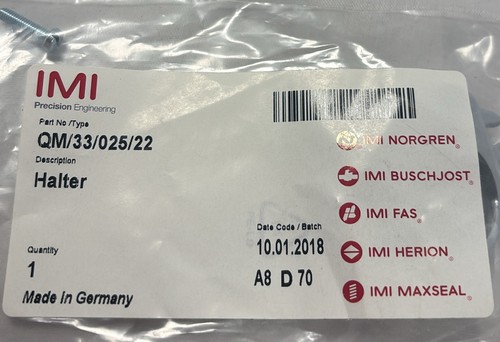 IMI
Precision Engineering
Part No /Type
QM/33/025/22
Description
Halter
Quantity
1
Made in Germany
Date Code / Batch
10.01.2018
A8 D 70
IMI NORGREN®
IMI BUSCHJOST®
IMI FAS®
IMI HERION®
IMI MAXSEAL®